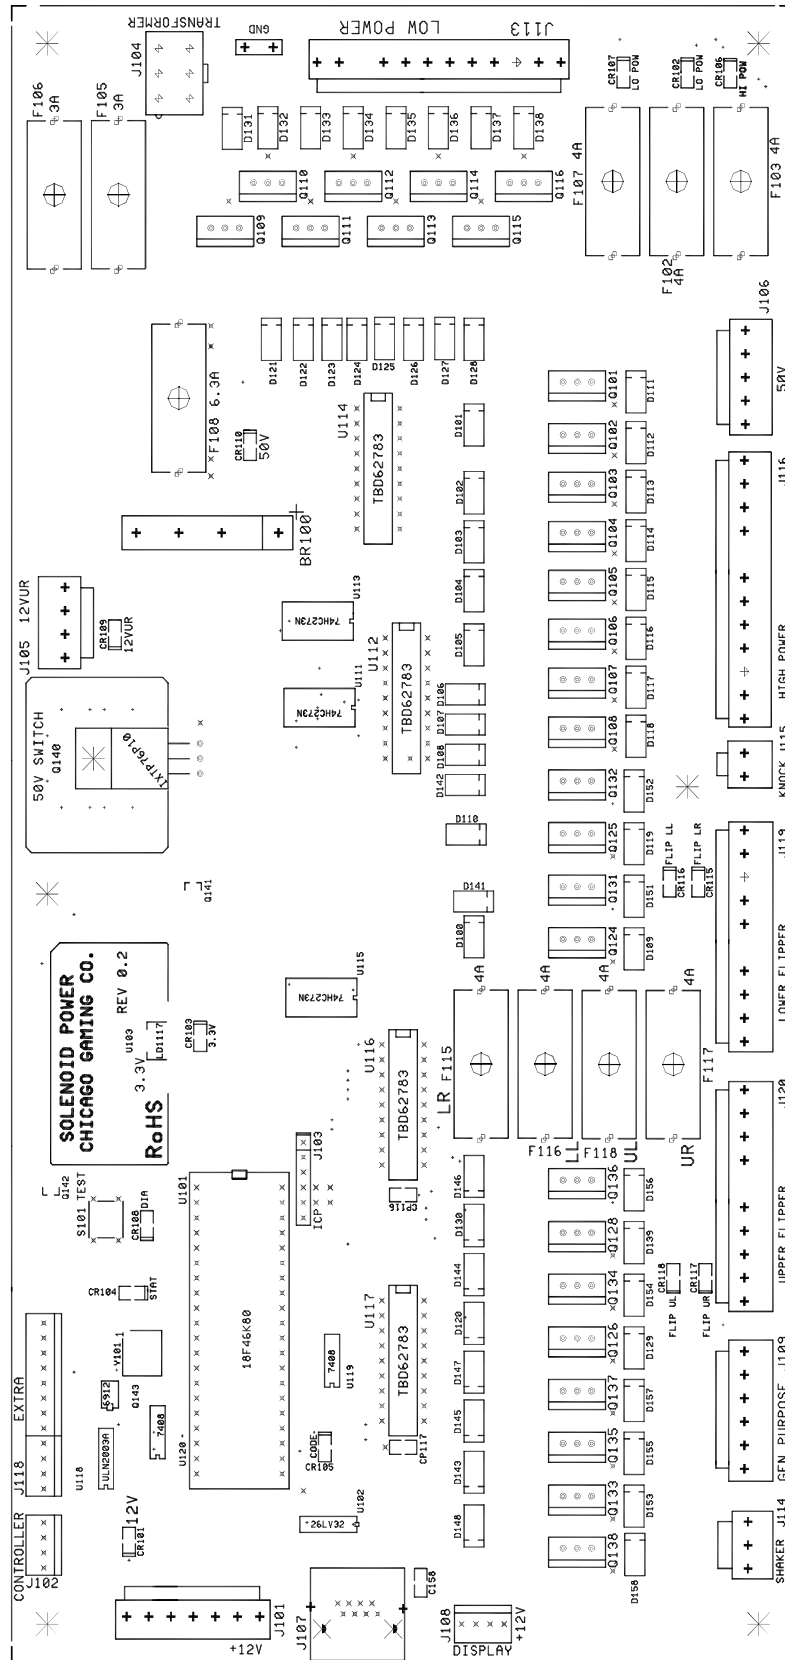 TRANSFORMER
J104
GND
LOW POWER
J113
CR107
LO POW
CR102
LO POW
CR106
HI POW
F106
3A
F105
3A
D131
D132
D133
D134
D135
D136
D137
D138
Q110
Q112
Q114
Q116
Q109
Q111
Q113
Q115
F107 4A
F102
4A
F103 4A
J106
50V
F108 6.3A
CR110
50V
D121
D122
D123
D124
D125
D126
D127
D128
U114
TBD62783
D101
D102
D103
D104
D105
D106
D107
D108
D142
D110
D141
D100
Q101
D111
Q102
D112
Q103
D113
Q104
D114
Q105
D115
Q106
D116
Q107
D117
Q108
D118
Q132
D152
Q125
D119
Q131
D151
Q124
D109
J116
HIGH POWER
KNOCK J115
J119
LOWER FLIPPER
BR100
+
J105 12VUR
CR109
12VUR
U113
74HC273N
U111
74HC273N
U112
TBD62783
50V SWITCH
Q140
1XTP76P10
Q141
FLIP LL
CR116
FLIP LR
CR115
SOLENOID POWER
CHICAGO GAMING CO.
REV 0.2
U103
LD1117
3.3V
RoHS
CR103
3.3V
U115
74HC273N
U116
TBD62783
CP116
LR F115
4A
F116
LL
4A
F118
UL
4A
UR
F117
4A
J120
UPPER FLIPPER
Q142
S101 TEST
CR108
DIA
CR104
STAT
U101
18F46K80
U120
J103
ICP
D146
D130
D144
D120
D147
D145
D143
D148
Q136
D156
Q128
D139
Q134
D154
Q126
D129
Q137
D157
Q135
D155
Q133
D153
Q138
D158
CR118
FLIP UL
CR117
FLIP UR
J109
GEN PURPOSE
J114
SHAKER
J118 EXTRA
Y101_1
6912
Q143
7408
U118
ULN2003A
U119
7408
U117
TBD62783
CP117
CODE
CR105
U102
26LV32
12V
CR101
CONTROLLER
J102
J101
+12V
J107
C158
J108
DISPLAY
+12V